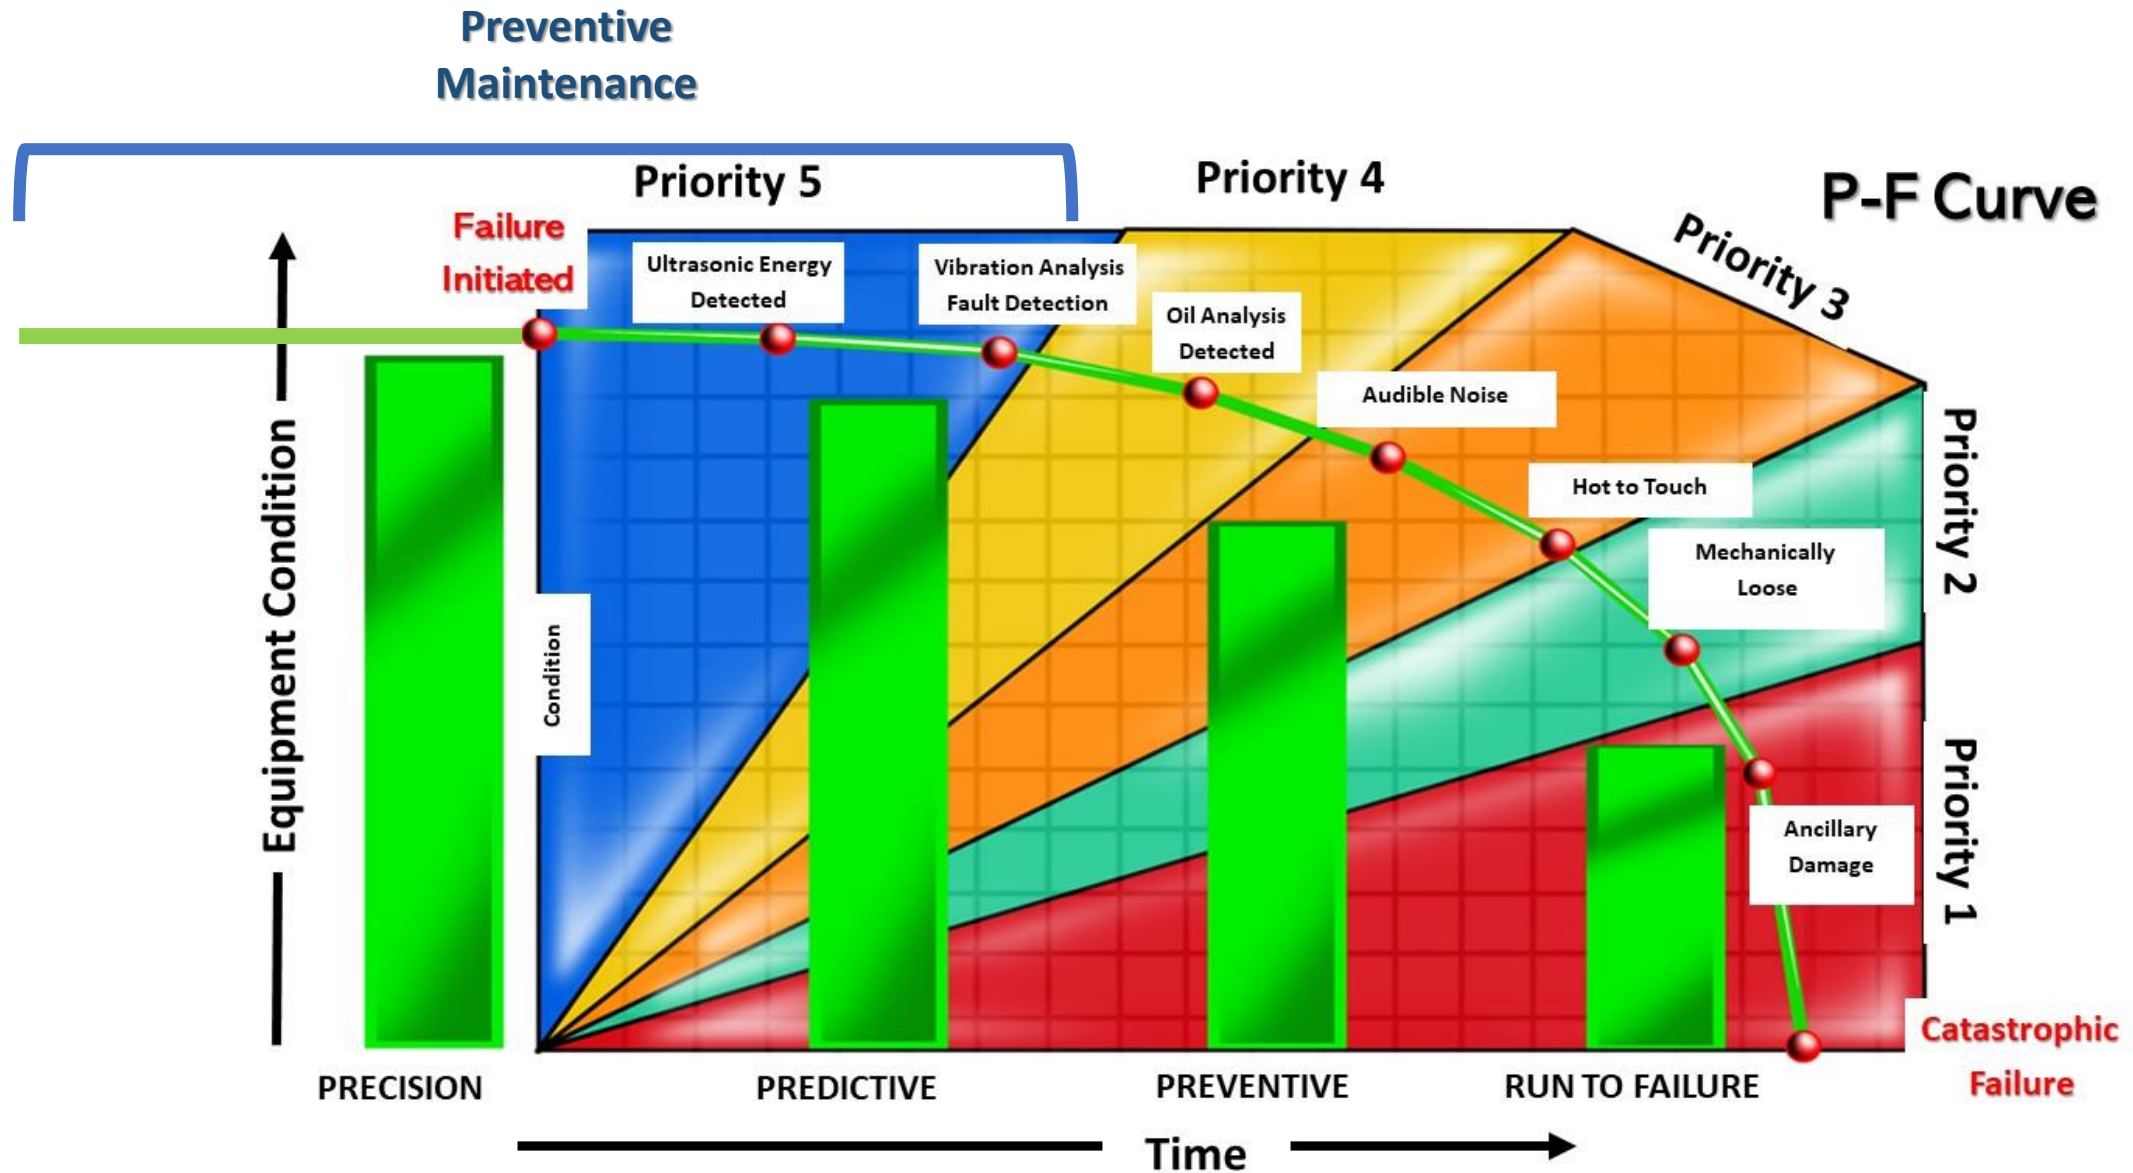 Preventive
Maintenance
Priority 5
Priority 4
P-F Curve
Priority 3
Failure
Initiated
Ultrasonic Energy
Detected
Vibration Analysis
Fault Detection
Oil Analysis
Detected
Audible Noise
Hot to Touch
Mechanically
Loose
Priority 2
Equipment Condition
Condition
Ancillary
Damage
Priority 1
Catastrophic
Failure
PRECISION
PREDICTIVE
PREVENTIVE
RUN TO FAILURE
Time